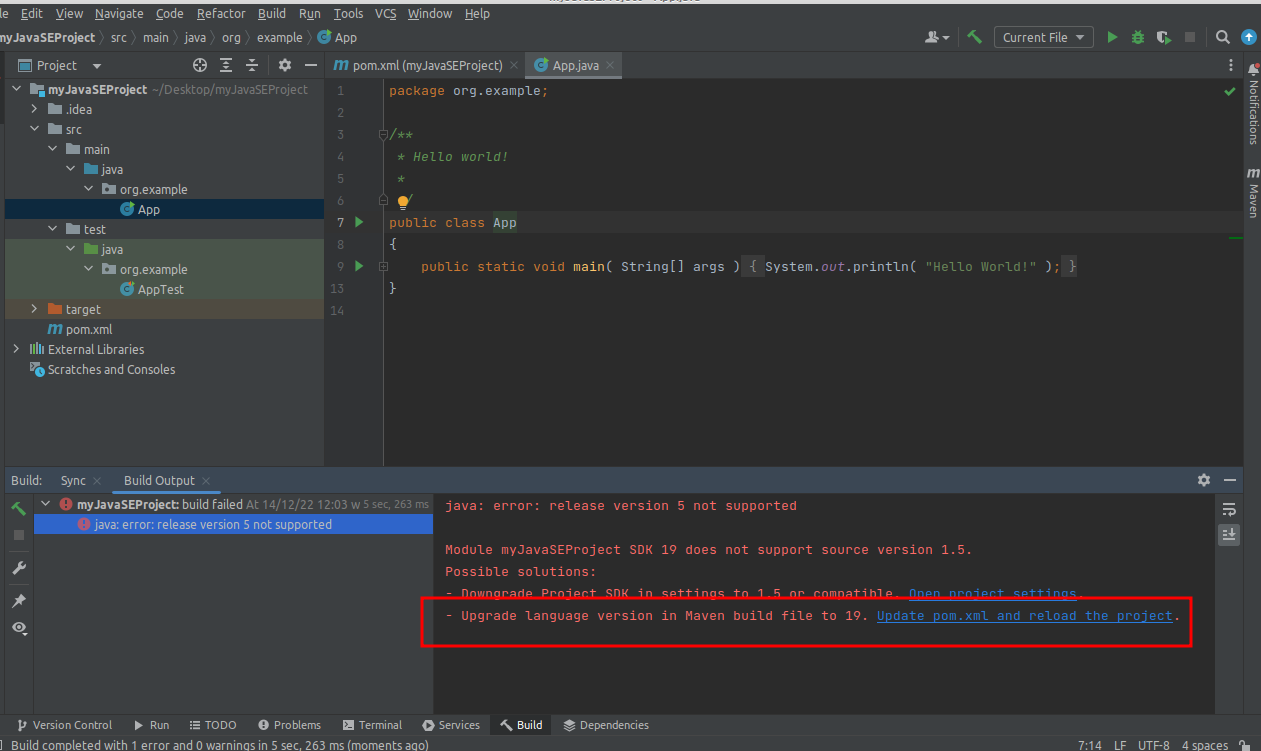 Edit View Navigate Code Refactor Build Run Tools VCS Window Help
myJavaSEProject src main java org example App
Current File
Project
pom.xml (myJavaSEProject)
App.java
myJavaSEProject ~/Desktop/myJavaSEProject
.idea
src
main
java
org.example
App
test
java
org.example
AppTest
target
pom.xml
External Libraries
Scratches and Consoles
1 package org.example;
2
3 /**
4 * Hello world!
5 *
6 /
7 public class App
8 {
9 public static void main( String[] args ) { System.out.println( "Hello World!" ); }
13 }
14
Notifications
Maven
Build: Sync Build Output
myJavaSEProject: build failed At 14/12/22 12:03 w 5 sec, 263 ms
java: error: release version 5 not supported
java: error: release version 5 not supported
Module myJavaSEProject SDK 19 does not support source version 1.5.
Possible solutions:
- Downgrade Project SDK in settings to 1.5 or compatible. Open project settings.
- Upgrade language version in Maven build file to 19. Update pom.xml and reload the project.
Version Control Run TODO Problems Terminal Services Build Dependencies
Build completed with 1 error and 0 warnings in 5 sec, 263 ms (moments ago)
7:14 LF UTF-8 4 spaces